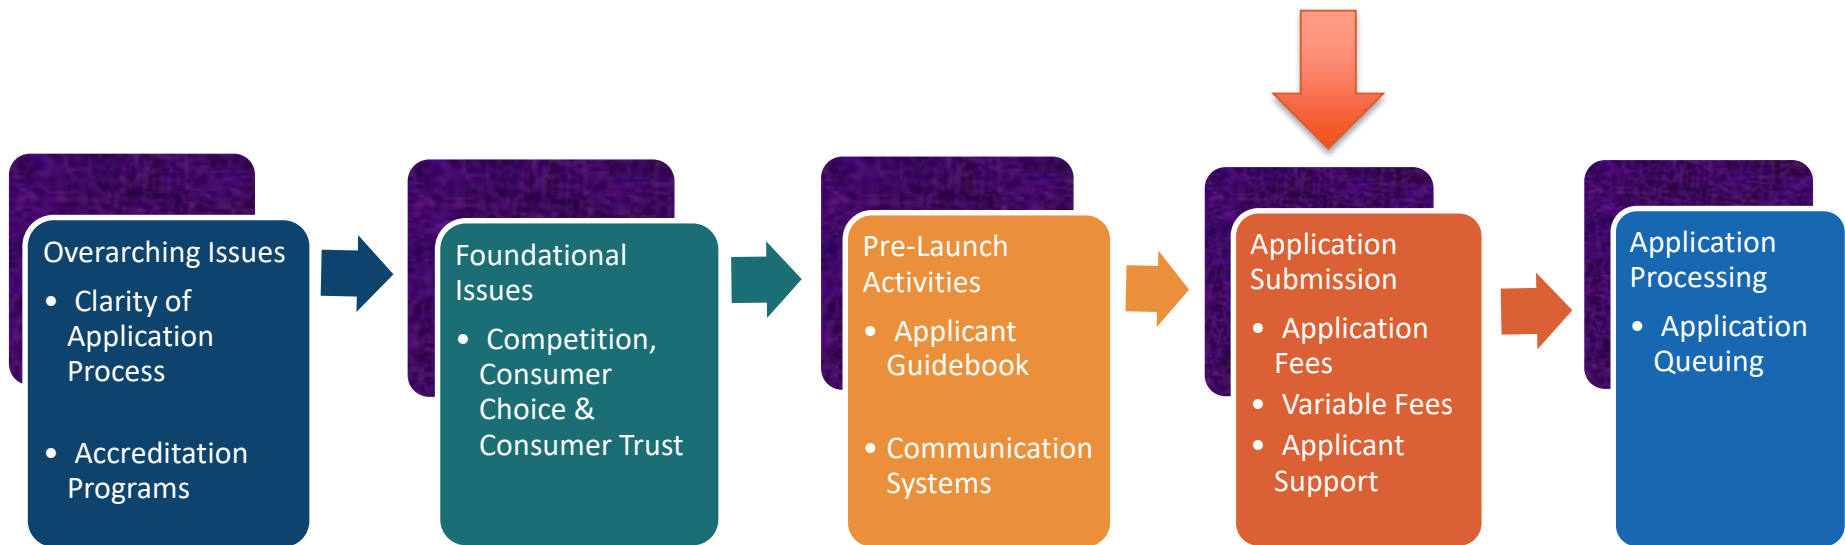 Overarching Issues
• Clarity of
Application
Process
• Accreditation
Programs
Foundational
Issues
• Competition,
Consumer
Choice &
Consumer Trust
Pre-Launch
Activities
• Applicant
Guidebook
• Communication
Systems
Application
Submission
• Application
Fees
• Variable Fees
• Applicant
Support
Application
Processing
• Application
Queuing